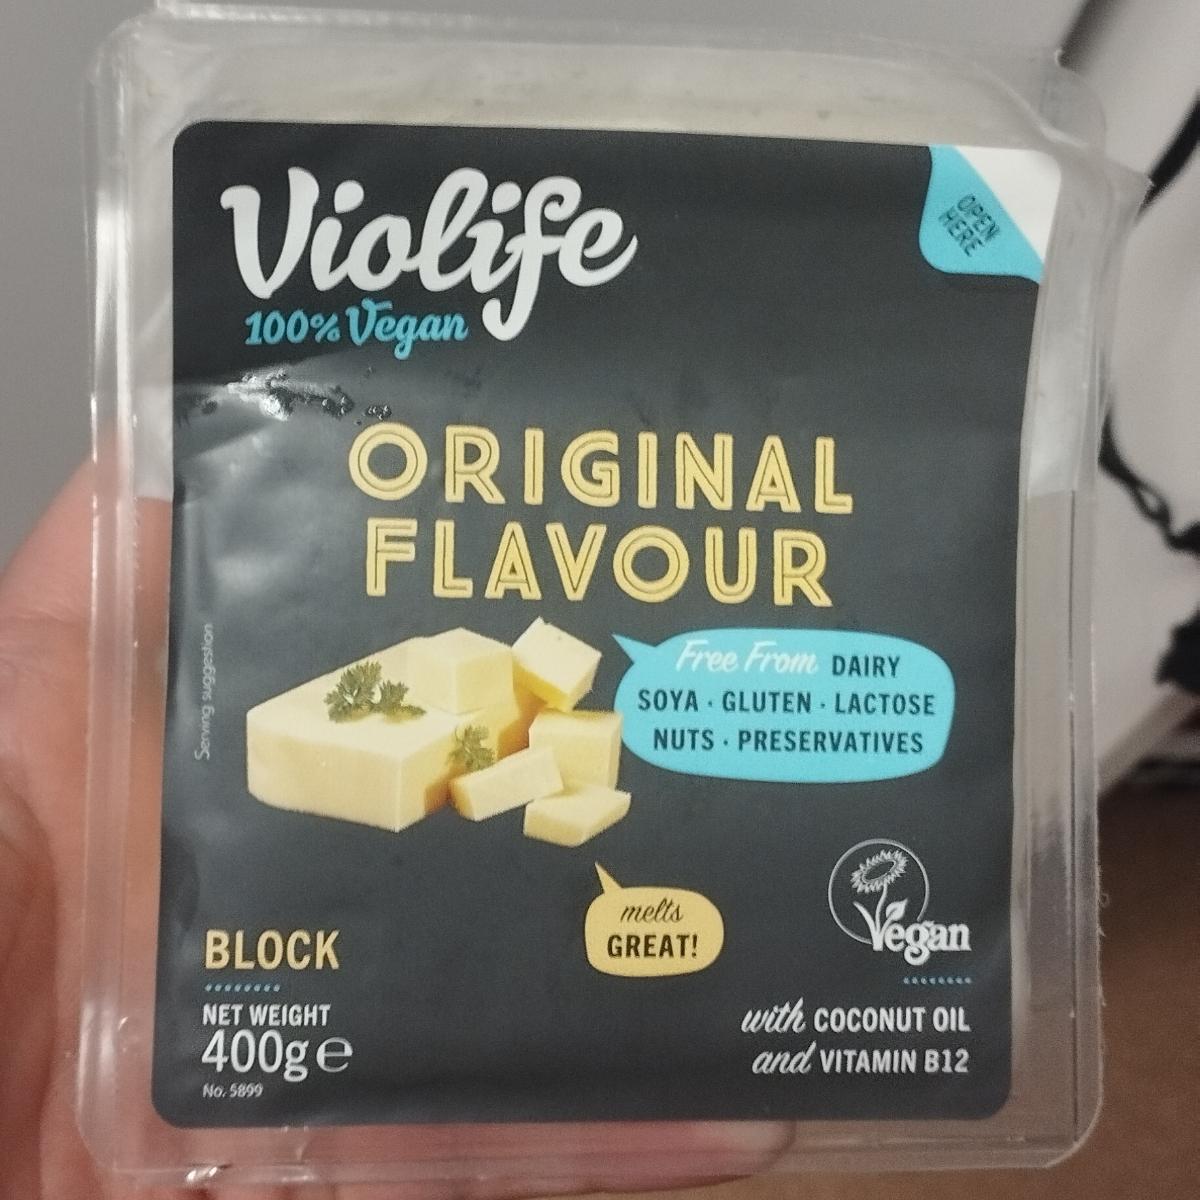 Violife
100% Vegan
OPEN
HERE
ORIGINAL
FLAVOUR
Serving suggestion
Free From DAIRY
SOYA · GLUTEN · LACTOSE
NUTS · PRESERVATIVES
melts
GREAT!
Vegan
BLOCK
NET WEIGHT
400g ℮
No. 5899
with COCONUT OIL
and VITAMIN B12